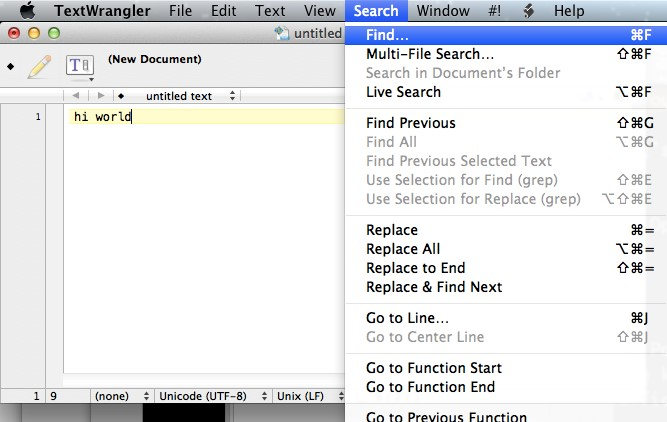 TextWrangler File Edit Text View Search Window #! Help
untitled
(New Document)
T
untitled text
1
hi world
1 9 (none) Unicode (UTF-8) Unix (LF)
Find... ⌘F
Multi-File Search... ⇧⌘F
Search in Document's Folder
Live Search ⌥⌘F
Find Previous ⇧⌘G
Find All ⌥⌘G
Find Previous Selected Text
Use Selection for Find (grep) ⇧⌘E
Use Selection for Replace (grep) ⌥⇧⌘E
Replace ⌘=
Replace All ⌥⌘=
Replace to End ⇧⌘=
Replace & Find Next
Go to Line... ⌘J
Go to Center Line ⇧⌘J
Go to Function Start
Go to Function End
Go to Previous Function